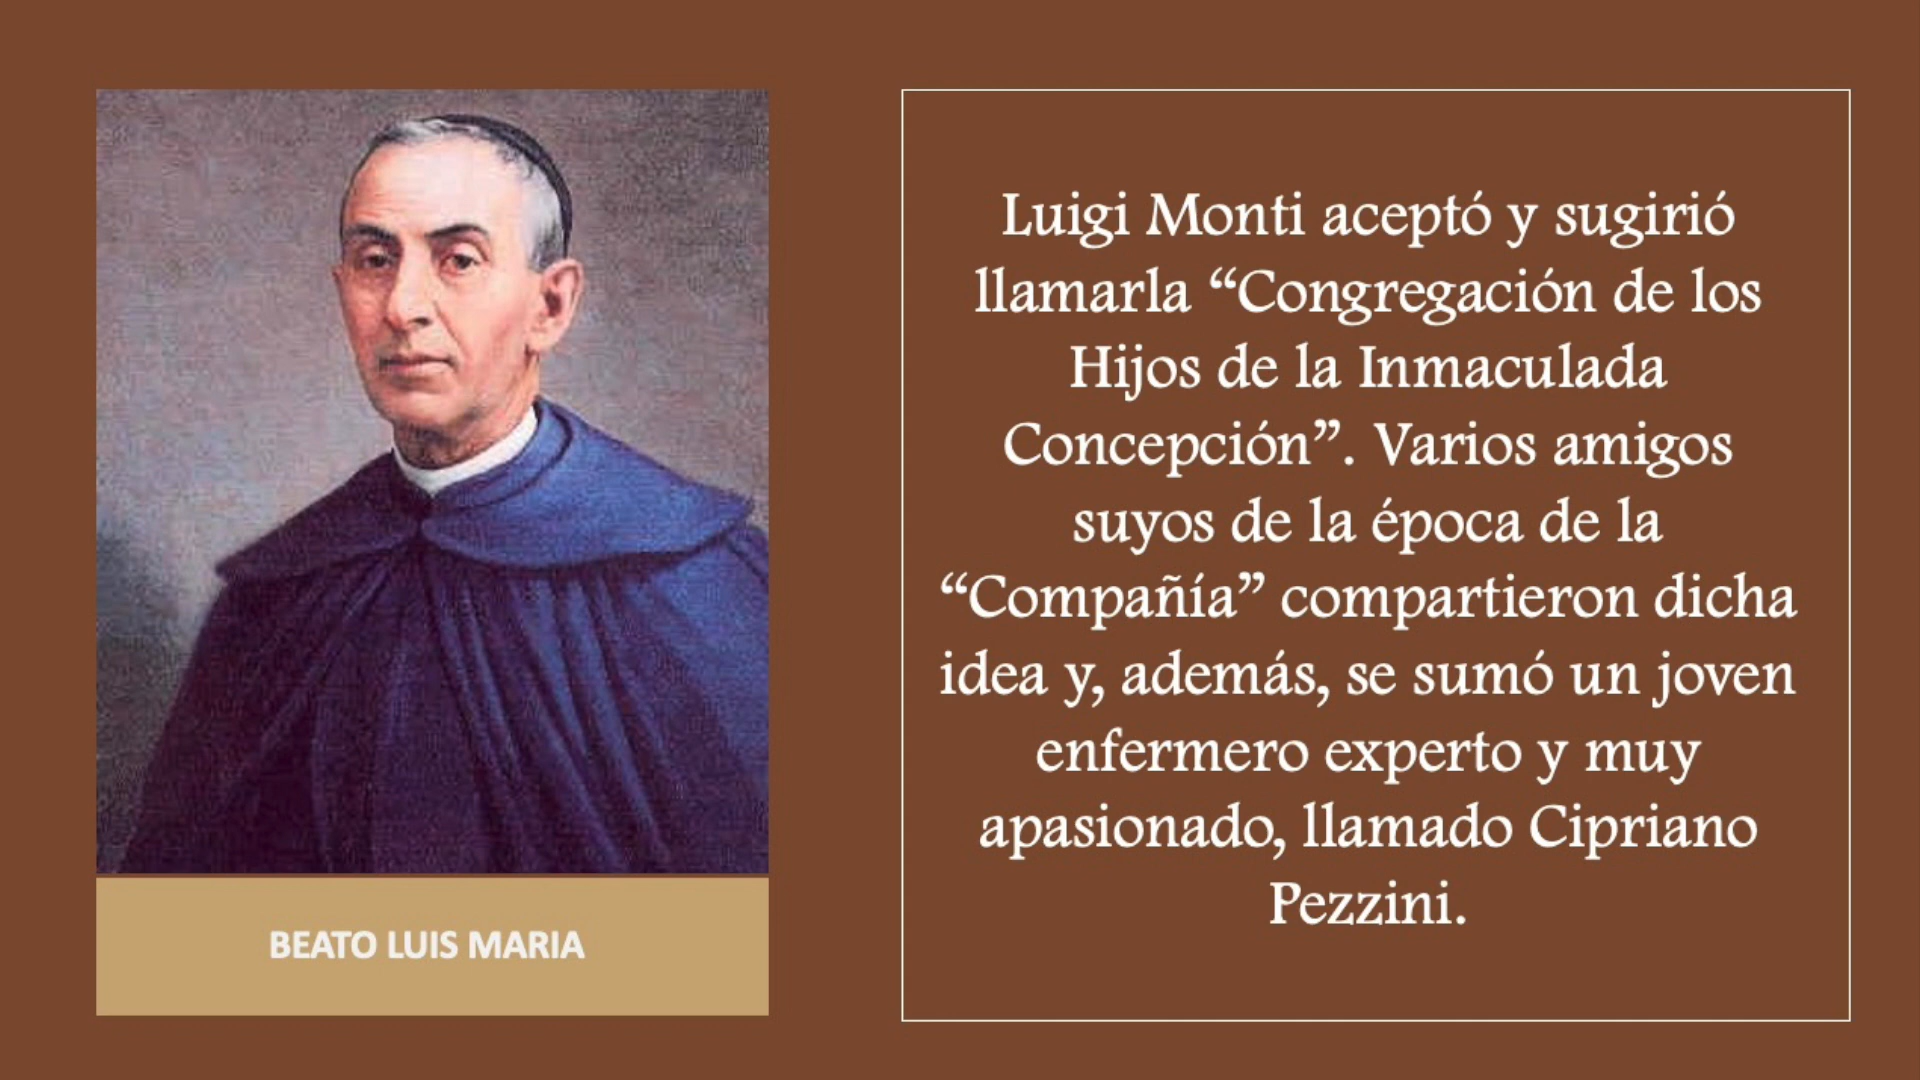 BEATO LUIS MARIA
Luigi Monti aceptó y sugirió
llamarla “Congregación de los
Hijos de la Inmaculada
Concepción”. Varios amigos
suyos de la época de la
“Compañía” compartieron dicha
idea y, además, se sumó un joven
enfermero experto y muy
apasionado, llamado Cipriano
Pezzini.